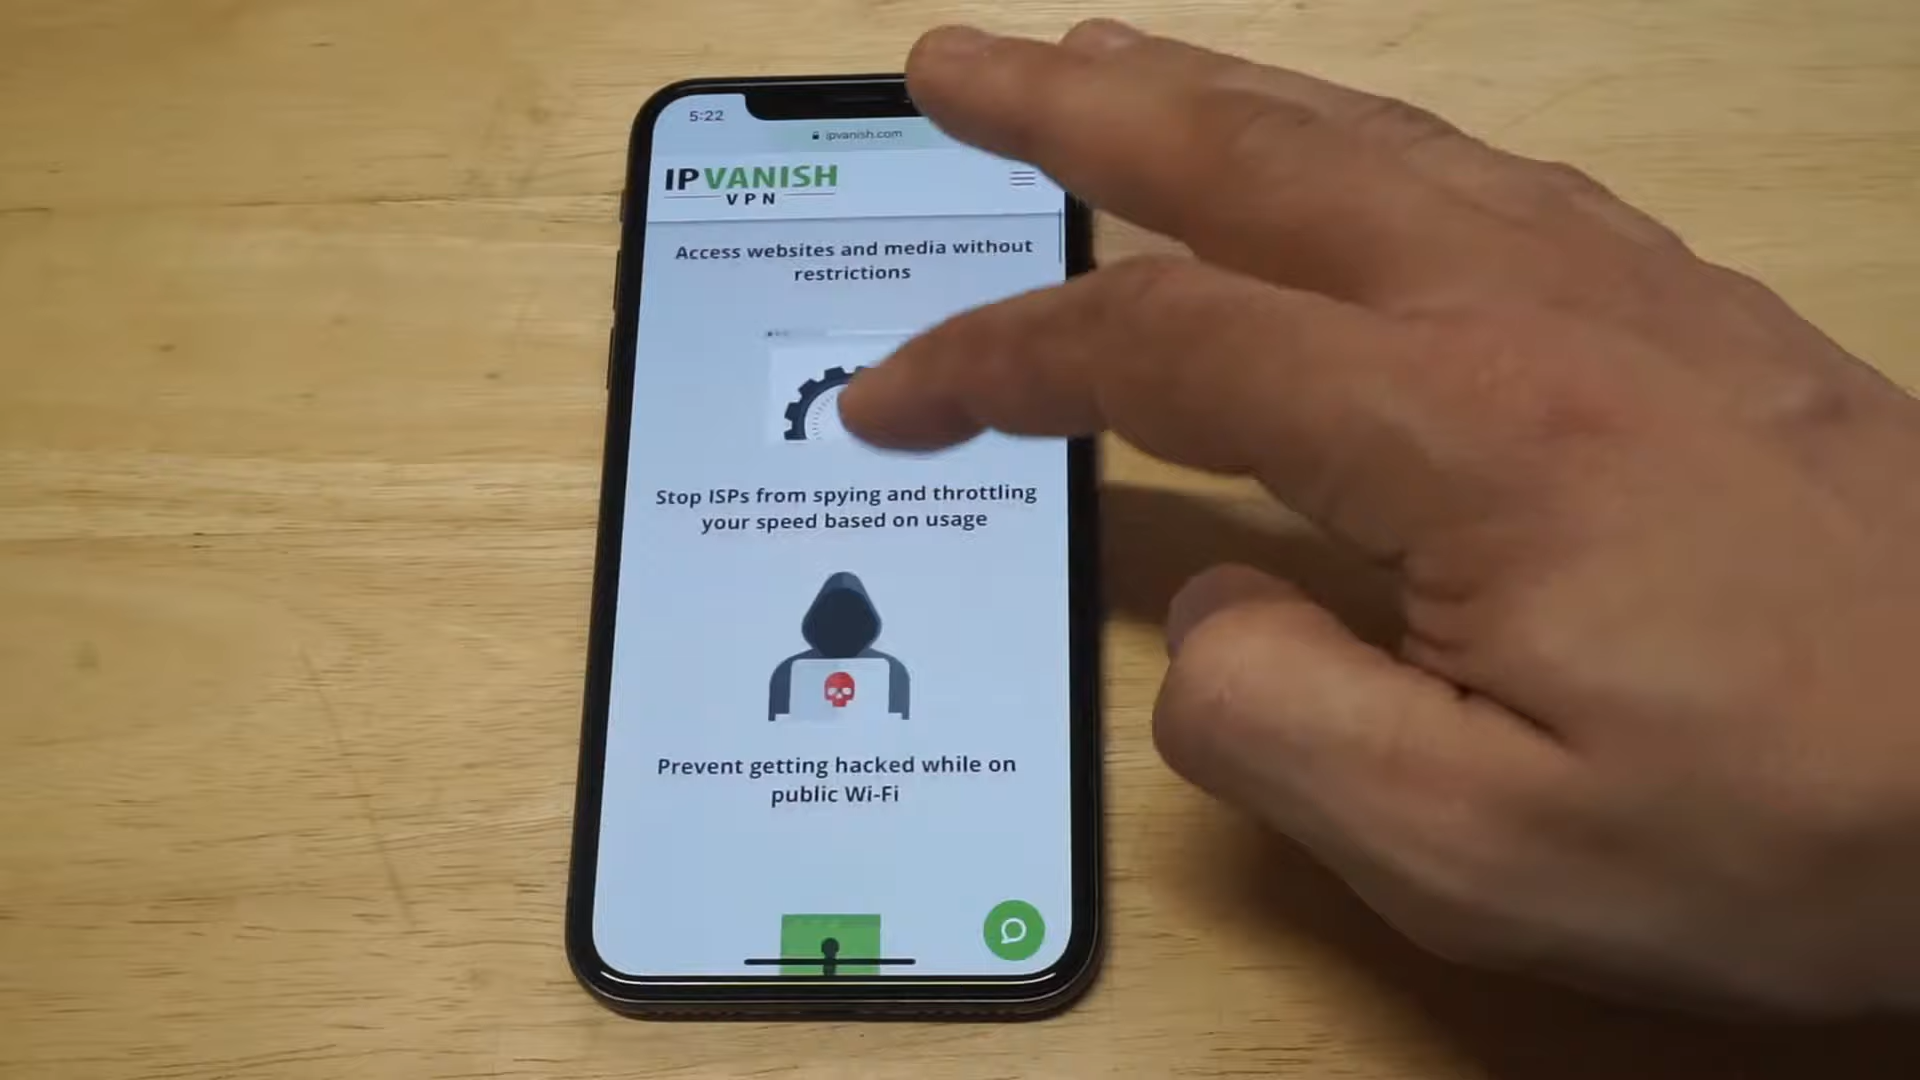 5:22
ipvanish.com
IPVANISH
VPN
Access websites and media without
restrictions
Stop ISPs from spying and throttling
your speed based on usage
Prevent getting hacked while on
public Wi-Fi